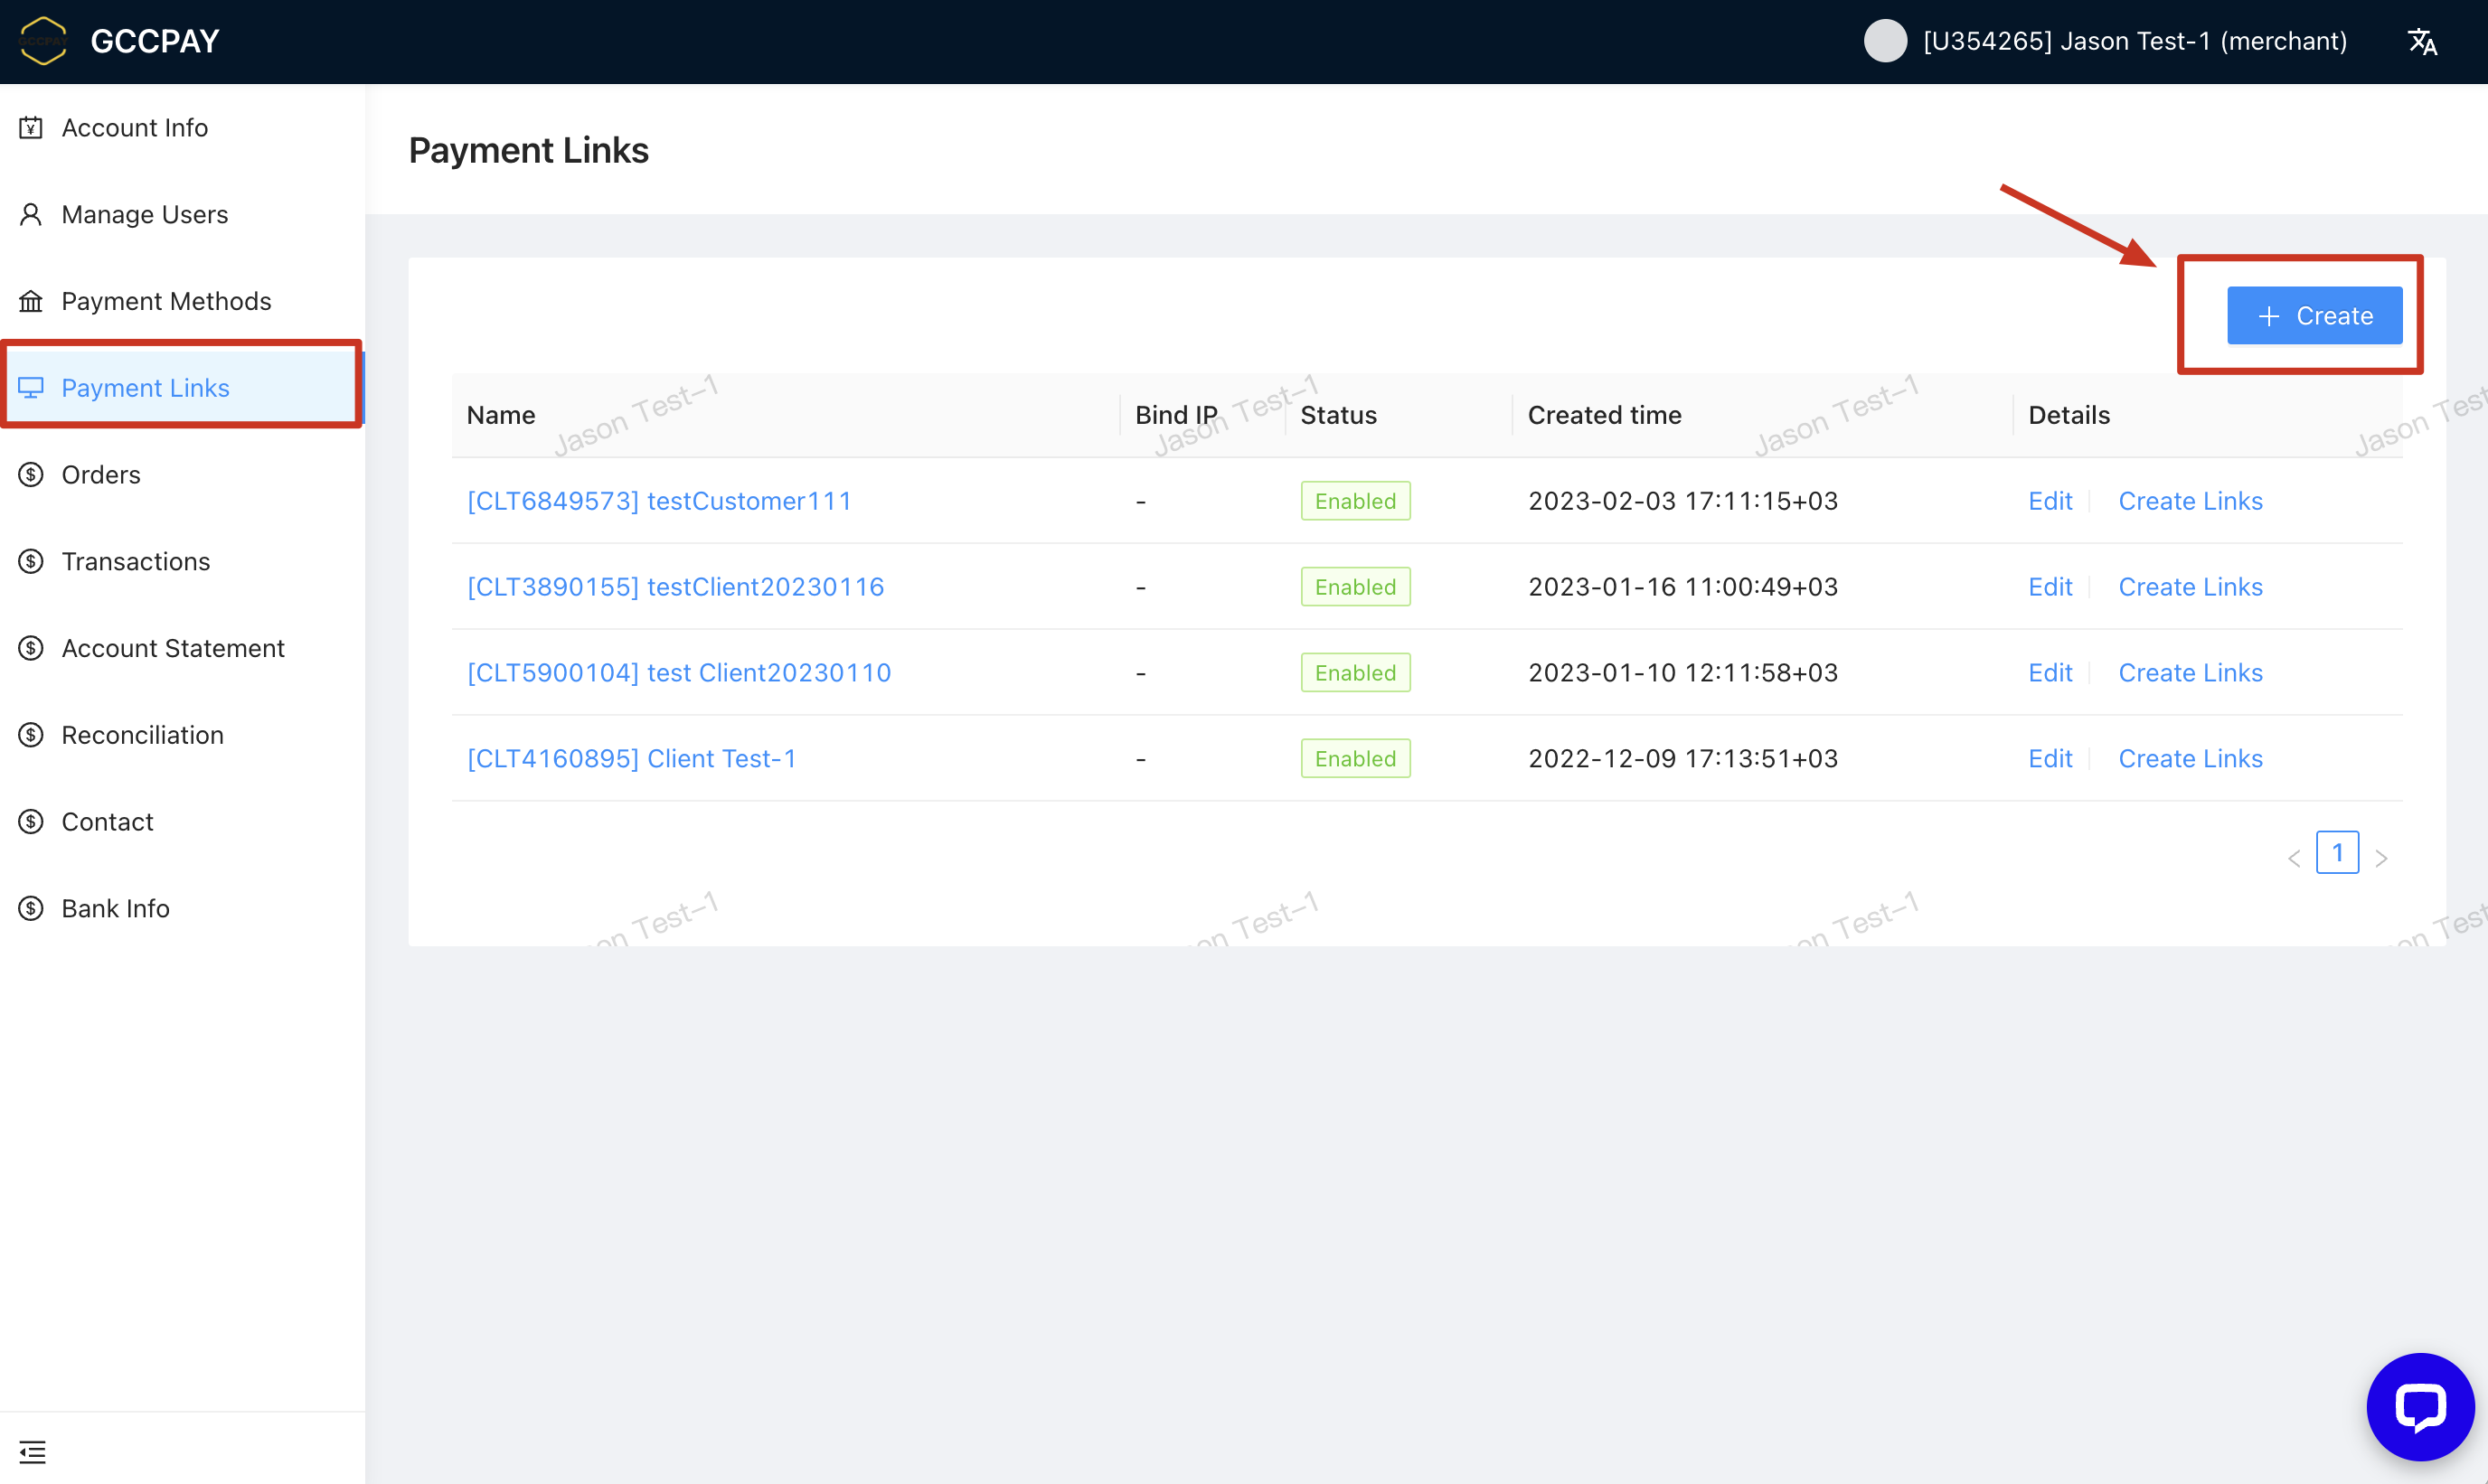 GCCPAY
[U354265] Jason Test-1 (merchant)
Account Info
Manage Users
Payment Methods
Payment Links
Orders
Transactions
Account Statement
Reconciliation
Contact
Bank Info
Payment Links
+ Create
Name Bind IP Status Created time Details
Jason Test-1 Jason Test-1 Jason Test-1 Jason Test
[CLT6849573] testCustomer111 - Enabled 2023-02-03 17:11:15+03 Edit Create Links
[CLT3890155] testClient20230116 - Enabled 2023-01-16 11:00:49+03 Edit Create Links
[CLT5900104] test Client20230110 - Enabled 2023-01-10 12:11:58+03 Edit Create Links
[CLT4160895] Client Test-1 - Enabled 2022-12-09 17:13:51+03 Edit Create Links
< 1 >
on Test-1 on Test-1 on Test-1 on Test